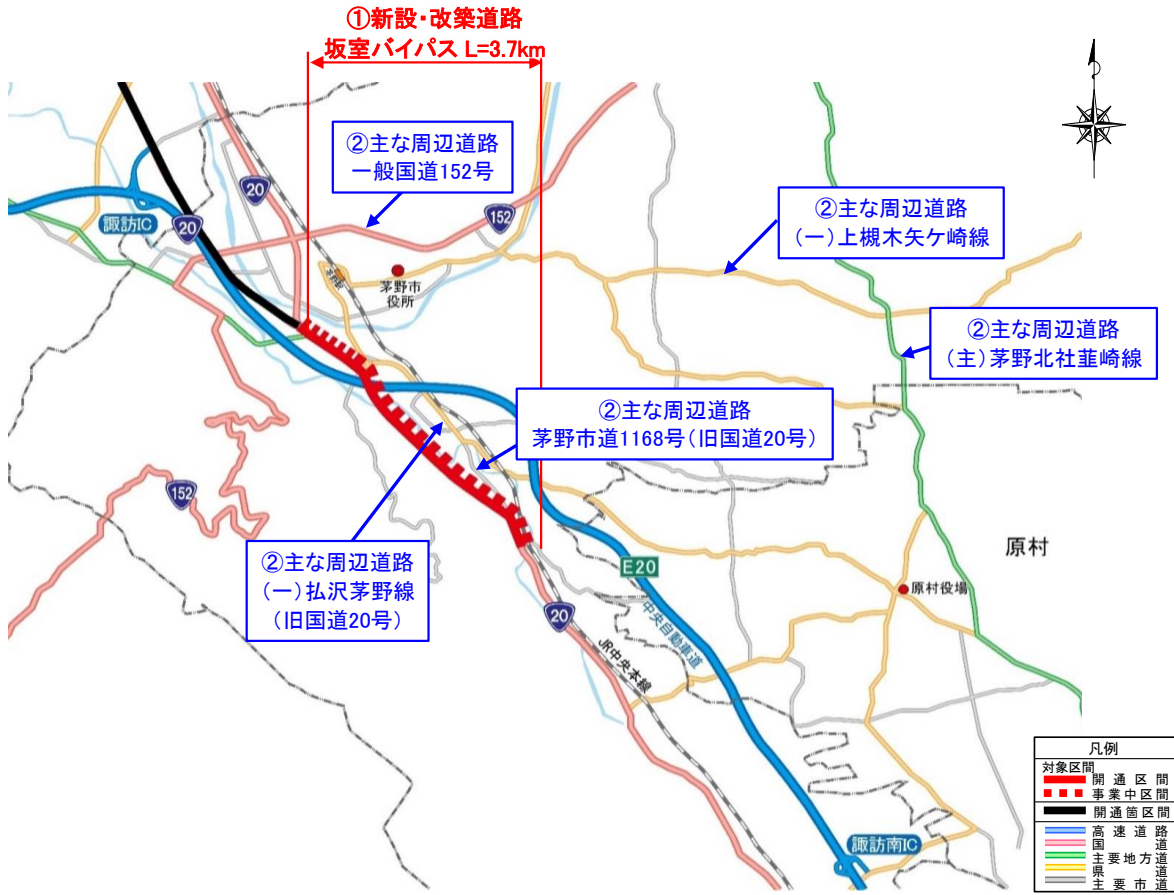 ①新設・改築道路
坂室バイパス L=3.7km
②主な周辺道路
一般国道152号
20
152
諏訪IC
20
②主な周辺道路
(一)上槻木矢ケ崎線
茅野駅
茅野市
役所
②主な周辺道路
(主)茅野北杜韮崎線
②主な周辺道路
茅野市道1168号(旧国道20号)
152
②主な周辺道路
(一)払沢茅野線
(旧国道20号)
原村
E20
原村役場
20
中央自動車道
JR中央本線
諏訪南IC
凡例
対象区間
開通区間
事業中区間
開通箇区間
高速道路
国道
主要地方道
県道
主要市道